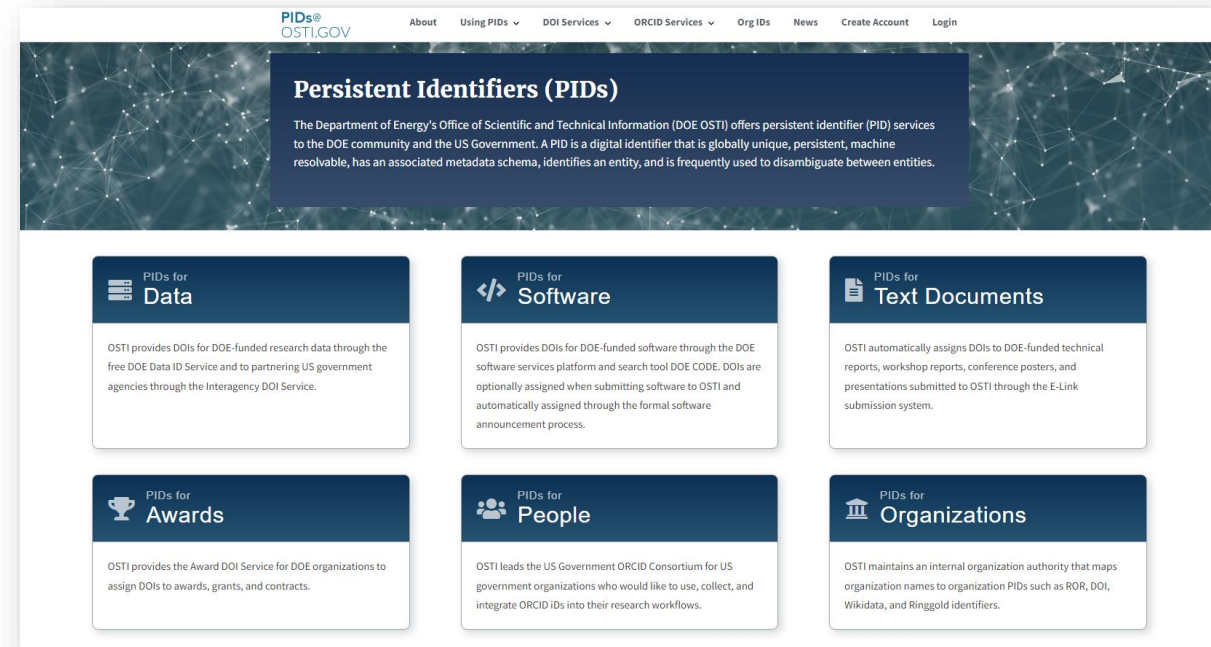 PIDs@
OSTI.GOV
About
Using PIDs
DOI Services
ORCID Services
Org IDs
News
Create Account
Login
Persistent Identifiers (PIDs)
The Department of Energy's Office of Scientific and Technical Information (DOE OSTI) offers persistent identifier (PID) services
to the DOE community and the US Government. A PID is a digital identifier that is globally unique, persistent, machine
resolvable, has an associated metadata schema, identifies an entity, and is frequently used to disambiguate between entities.
PIDs for
Data
OSTI provides DOIs for DOE-funded research data through the
free DOE Data ID Service and to partnering US government
agencies through the Interagency DOI Service.
PIDs for
Software
OSTI provides DOIs for DOE-funded software through the DOE
software services platform and search tool DOE CODE. DOIs are
optionally assigned when submitting software to OSTI and
automatically assigned through the formal software
announcement process.
PIDs for
Text Documents
OSTI automatically assigns DOIs to DOE-funded technical
reports, workshop reports, conference posters, and
presentations submitted to OSTI through the E-Link
submission system.
PIDs for
Awards
OSTI provides the Award DOI Service for DOE organizations to
assign DOIs to awards, grants, and contracts.
PIDs for
People
OSTI leads the US Government ORCID Consortium for US
government organizations who would like to use, collect, and
integrate ORCID iDs into their research workflows.
PIDs for
Organizations
OSTI maintains an internal organization authority that maps
organization names to organization PIDs such as ROR, DOI,
Wikidata, and Ringgold identifiers.